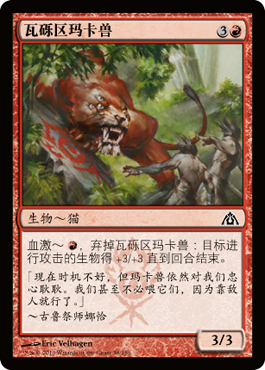 瓦砾区玛卡兽 3
生物～猫
血激～，弃掉瓦砾区玛卡兽：目标进
行攻击的生物得+3/+3直到回合结束。
「现在时机不好，但玛卡兽依然对我们忠
心耿耿。我们甚至不必喂它们，因为靠敌
人就行了。」
～古鲁祭师娜恰
Eric Velhagen
3/3